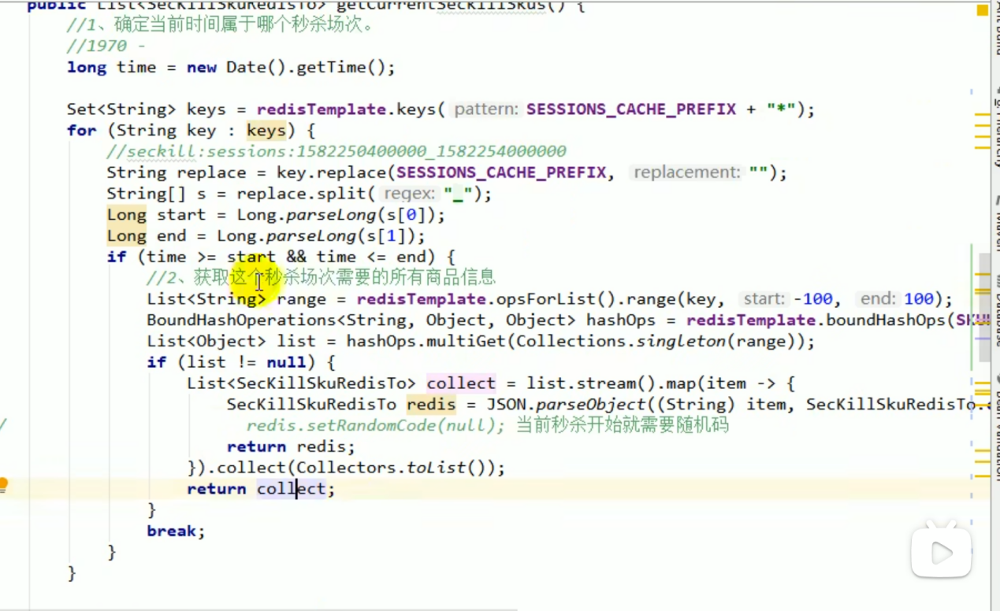 public List<SecKillSkuRedisTo> getCurrentSeckillSkus() {
//1、确定当前时间属于哪个秒杀场次。
//1970 -
long time = new Date().getTime();
Set<String> keys = redisTemplate.keys( pattern: SESSIONS_CACHE_PREFIX + "*");
for (String key : keys) {
//seckill:sessions:1582250400000_1582254000000
String replace = key.replace(SESSIONS_CACHE_PREFIX, replacement: "");
String[] s = replace.split( regex: "_");
Long start = Long.parseLong(s[0]);
Long end = Long.parseLong(s[1]);
if (time >= start && time <= end) {
//2、获取这个秒杀场次需要的所有商品信息
List<String> range = redisTemplate.opsForList().range(key, start: -100, end: 100);
BoundHashOperations<String, Object, Object> hashOps = redisTemplate.boundHashOps(SKU
List<Object> list = hashOps.multiGet(Collections.singleton(range));
if (list != null) {
List<SecKillSkuRedisTo> collect = list.stream().map(item -> {
SecKillSkuRedisTo redis = JSON.parseObject((String) item, SecKillSkuRedisTo.
/ redis.setRandomCode(null); 当前秒杀开始就需要随机码
return redis;
}).collect(Collectors.toList());
return collect;
}
break;
}
}